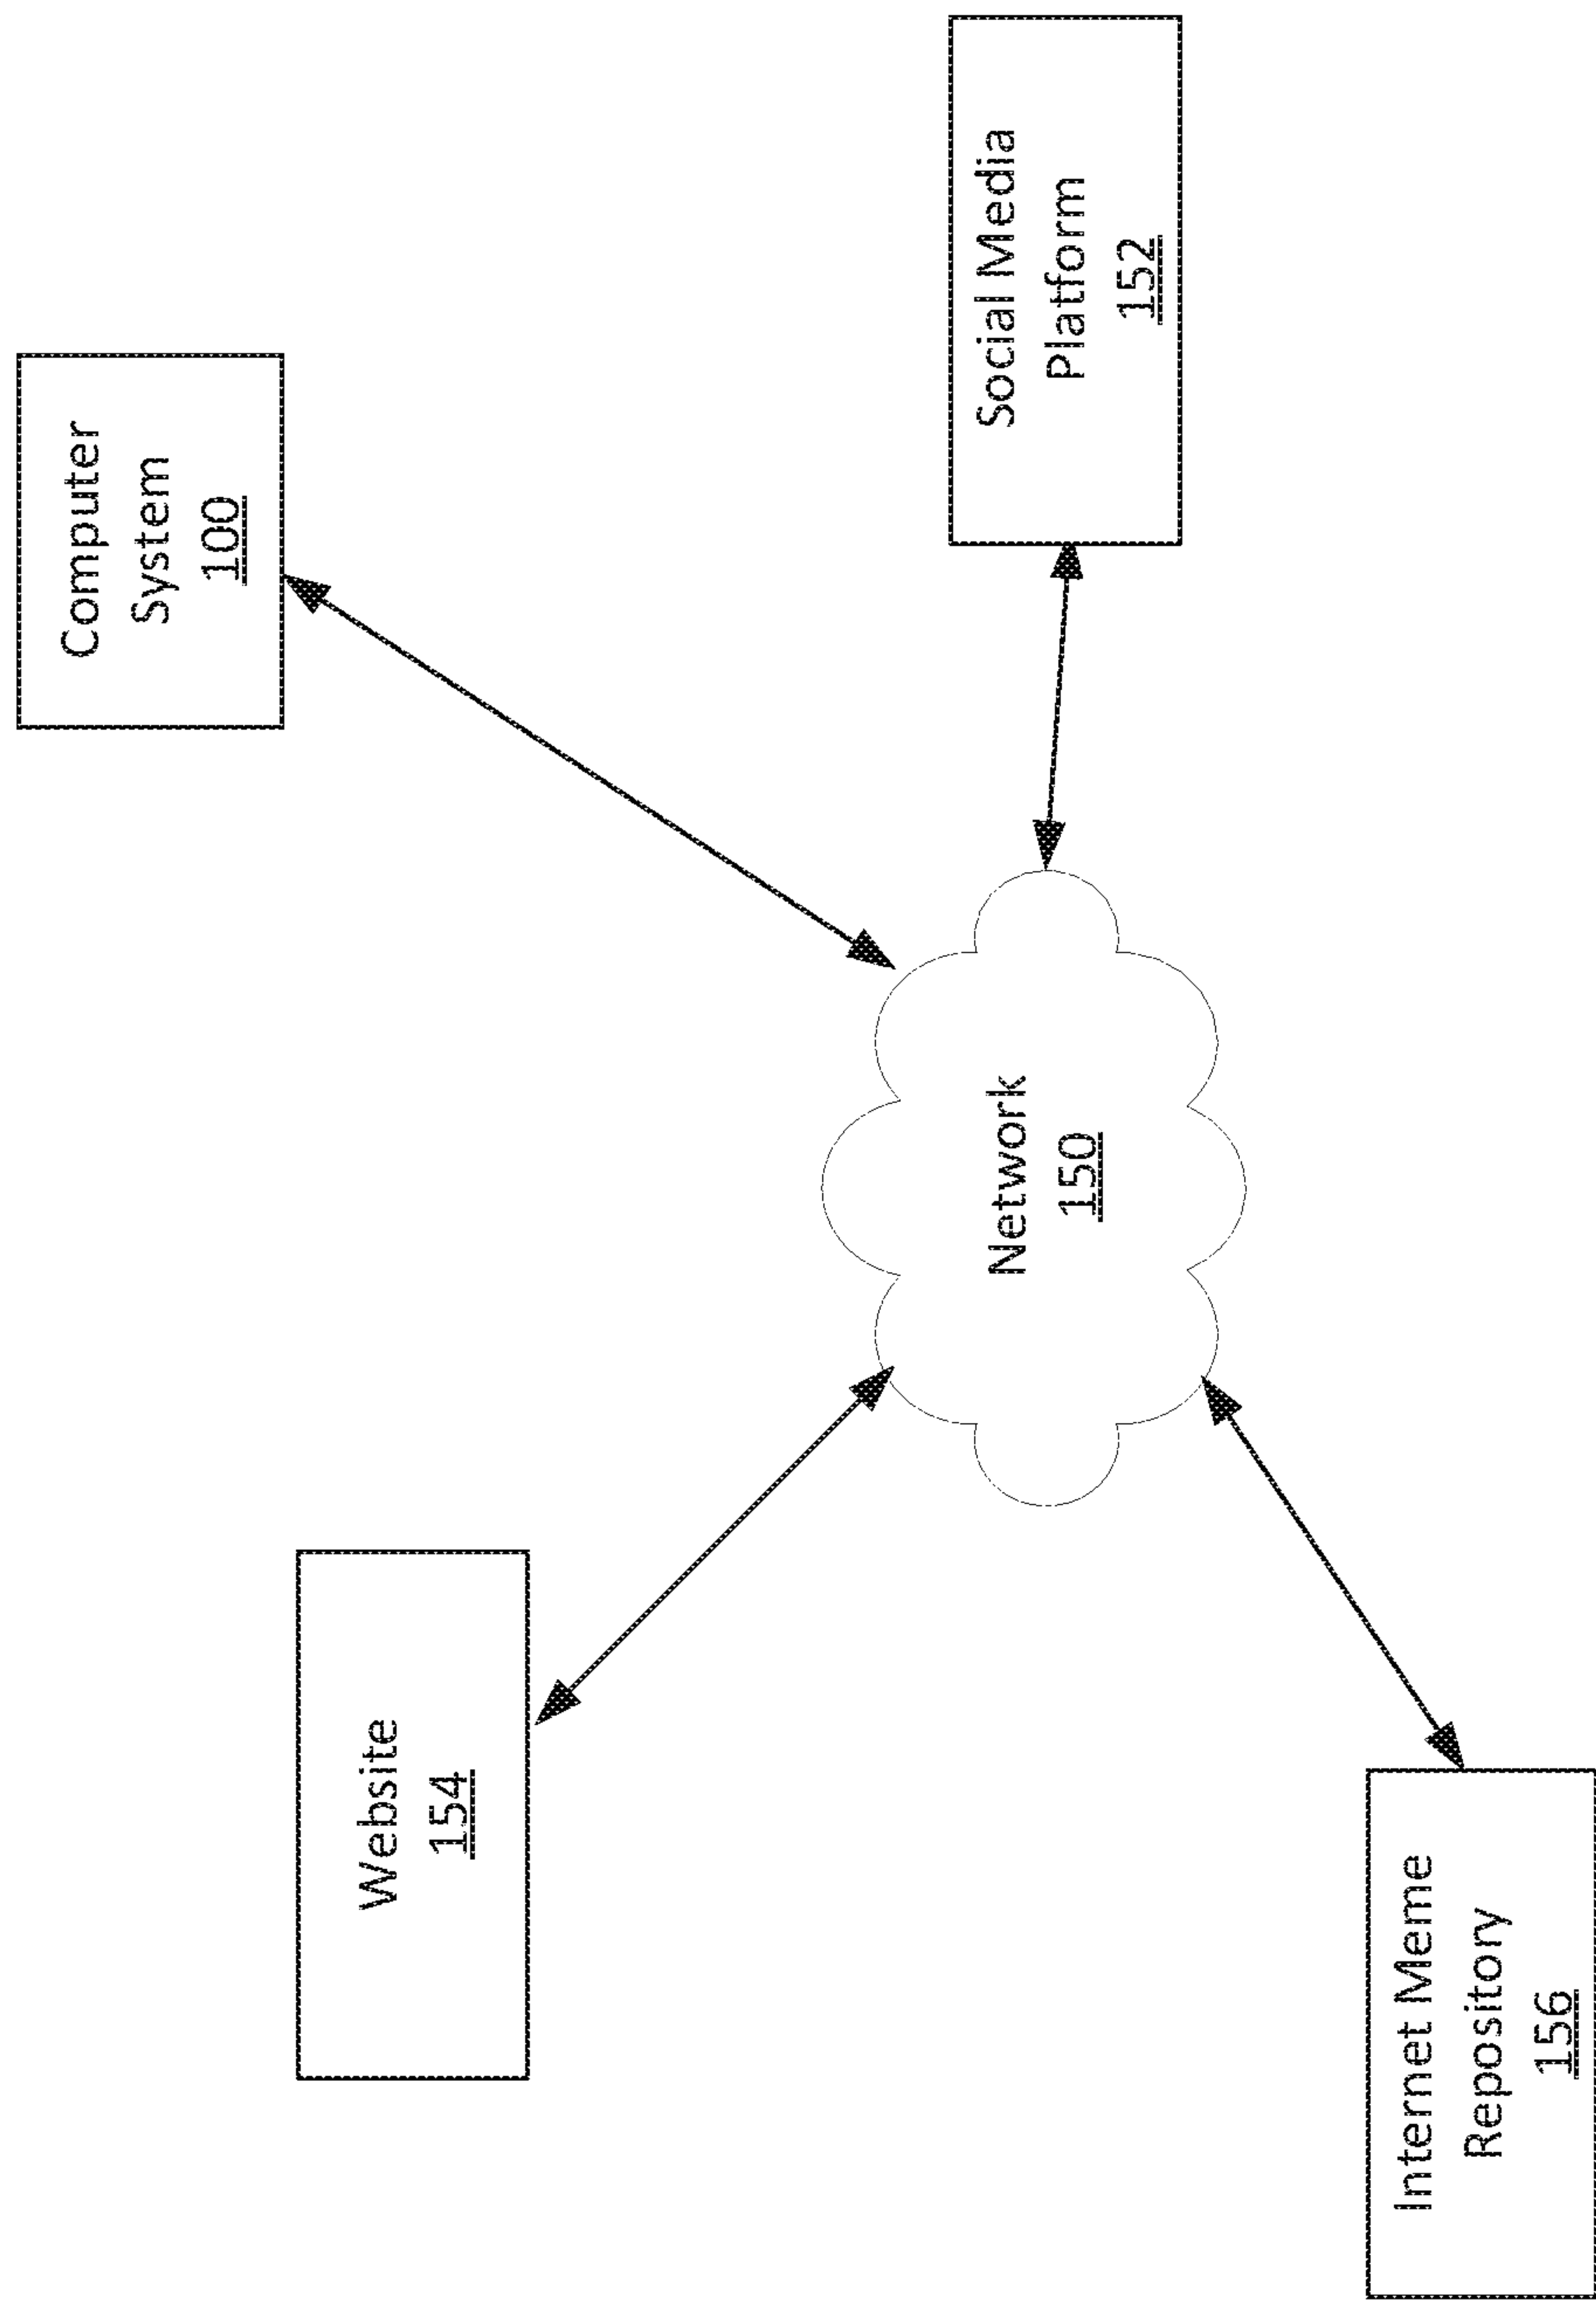 Computer
System
100
Website
154
Network
150
Social Media
Platform
152
Internet Meme
Repository
156